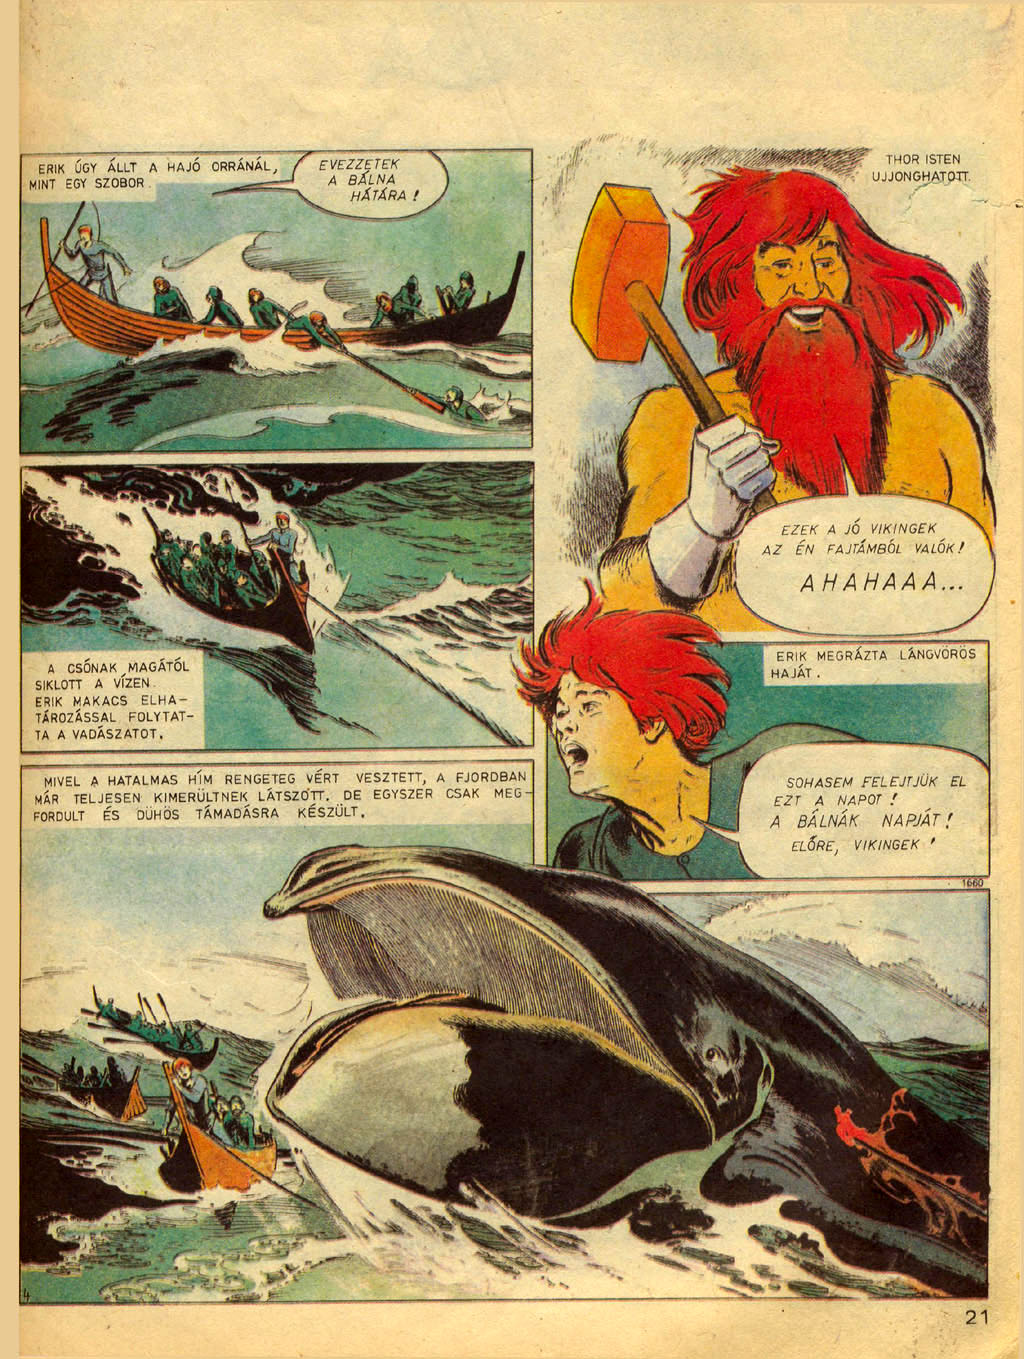 ERIK ÚGY ÁLLT A HAJÓ ORRÁNÁL,
MINT EGY SZOBOR.
EVEZZETEK
A BÁLNA
HÁTÁRA !
THOR ISTEN
UJJONGHATOTT.
EZEK A JÓ VIKINGEK
AZ ÉN FAJTÁMBÓL VALÓK !
AHAHAAA...
A CSÓNAK MAGÁTÓL
SIKLOTT A VÍZEN.
ERIK MAKACS ELHA-
TÁROZÁSSAL FOLYTAT-
TA A VADÁSZATOT.
ERIK MEGRÁZTA LÁNGVÖRÖS
HAJÁT.
SOHASEM FELEJTJÜK EL
EZT A NAPOT !
A BÁLNÁK NAPJÁT !
ELŐRE, VIKINGEK !
1660
MIVEL A HATALMAS HÍM RENGETEG VÉRT VESZTETT, A FJORDBAN
MÁR TELJESEN KIMERÜLTNEK LÁTSZOTT. DE EGYSZER CSAK MEG-
FORDULT ÉS DÜHÖS TÁMADÁSRA KÉSZÜLT.
4
21